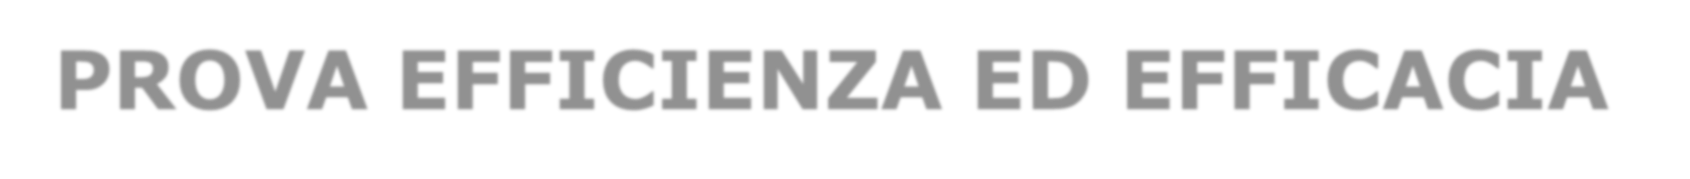 PROVA EFFICIENZA ED EFFICACIA